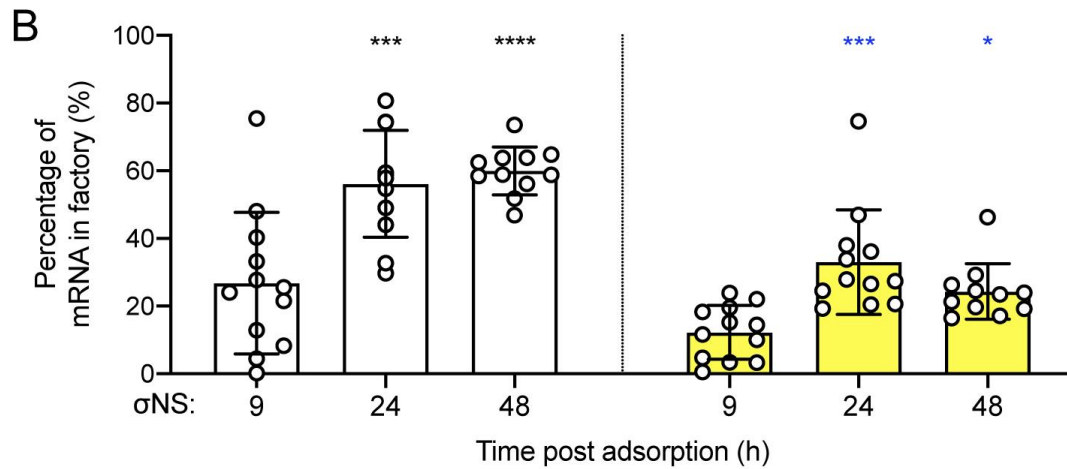 B
Percentage of
mRNA in factory (%)
100
80
60
40
20
0
*** **** *** *
σNS: 9 24 48 9 24 48
Time post adsorption (h)